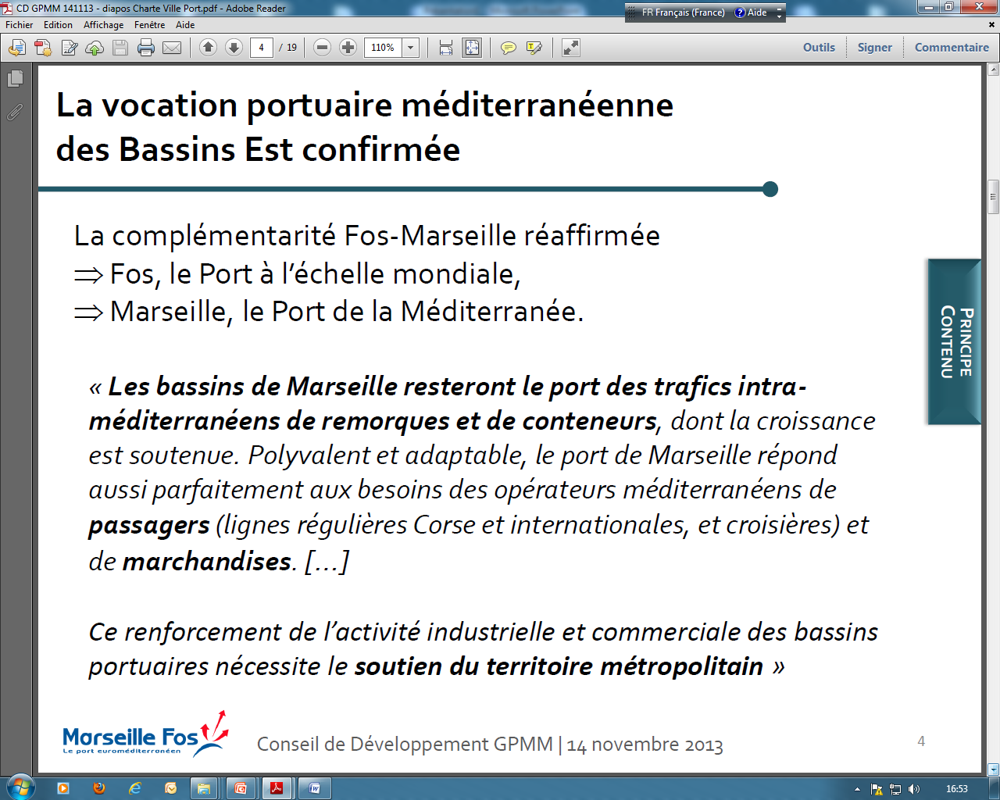 CD GPMM 141113 - diapos Charte Ville Port.pdf - Adobe Reader
FR Français (France) Aide
Fichier Edition Affichage Fenêtre Aide
4 / 19 110% Outils Signer Commentaire
La vocation portuaire méditerranéenne
des Bassins Est confirmée
La complémentarité Fos-Marseille réaffirmée
⇒ Fos, le Port à l’échelle mondiale,
⇒ Marseille, le Port de la Méditerranée.
PRINCIPE
CONTENU
« Les bassins de Marseille resteront le port des trafics intra-
méditerranéens de remorques et de conteneurs, dont la croissance
est soutenue. Polyvalent et adaptable, le port de Marseille répond
aussi parfaitement aux besoins des opérateurs méditerranéens de
passagers (lignes régulières Corse et internationales, et croisières) et
de marchandises. [...]
Ce renforcement de l’activité industrielle et commerciale des bassins
portuaires nécessite le soutien du territoire métropolitain »
Marseille Fos
Le port euroméditerranéen
Conseil de Développement GPMM | 14 novembre 2013
4
16:53